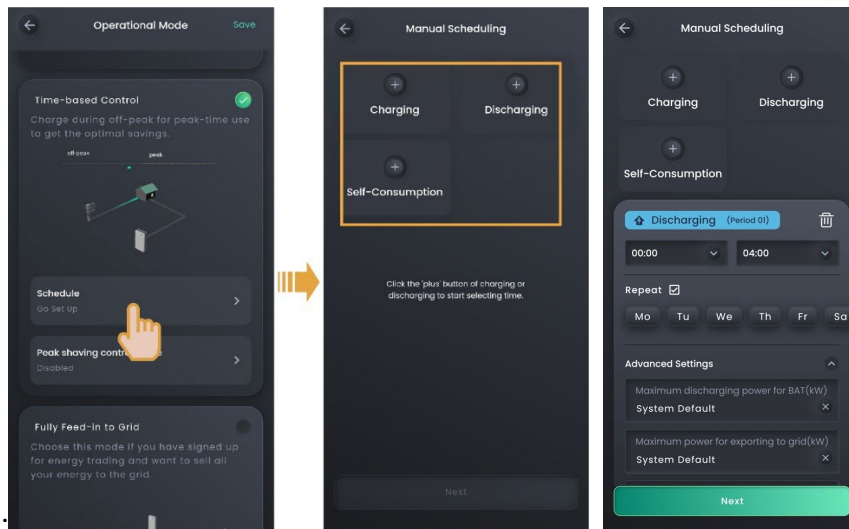 Operational Mode
Save
Time-based Control
Charge during off-peak for peak-time use
to get the optimal savings.
off-peak
peak
Schedule
Go Set Up
Peak shaving contr
Disabled
Fully Feed-in to Grid
Choose this mode if you have signed up
for energy trading and want to sell all
your energy to the grid.
Manual Scheduling
Charging
Discharging
Self-Consumption
Click the 'plus' button of charging or
discharging to start selecting time.
Next
Manual Scheduling
Charging
Discharging
Self-Consumption
Discharging (Period 01)
00:00
04:00
Repeat
Mo Tu We Th Fr Sa
Advanced Settings
Maximum discharging power for BAT(kW)
System Default
Maximum power for exporting to grid(kW)
System Default
Next